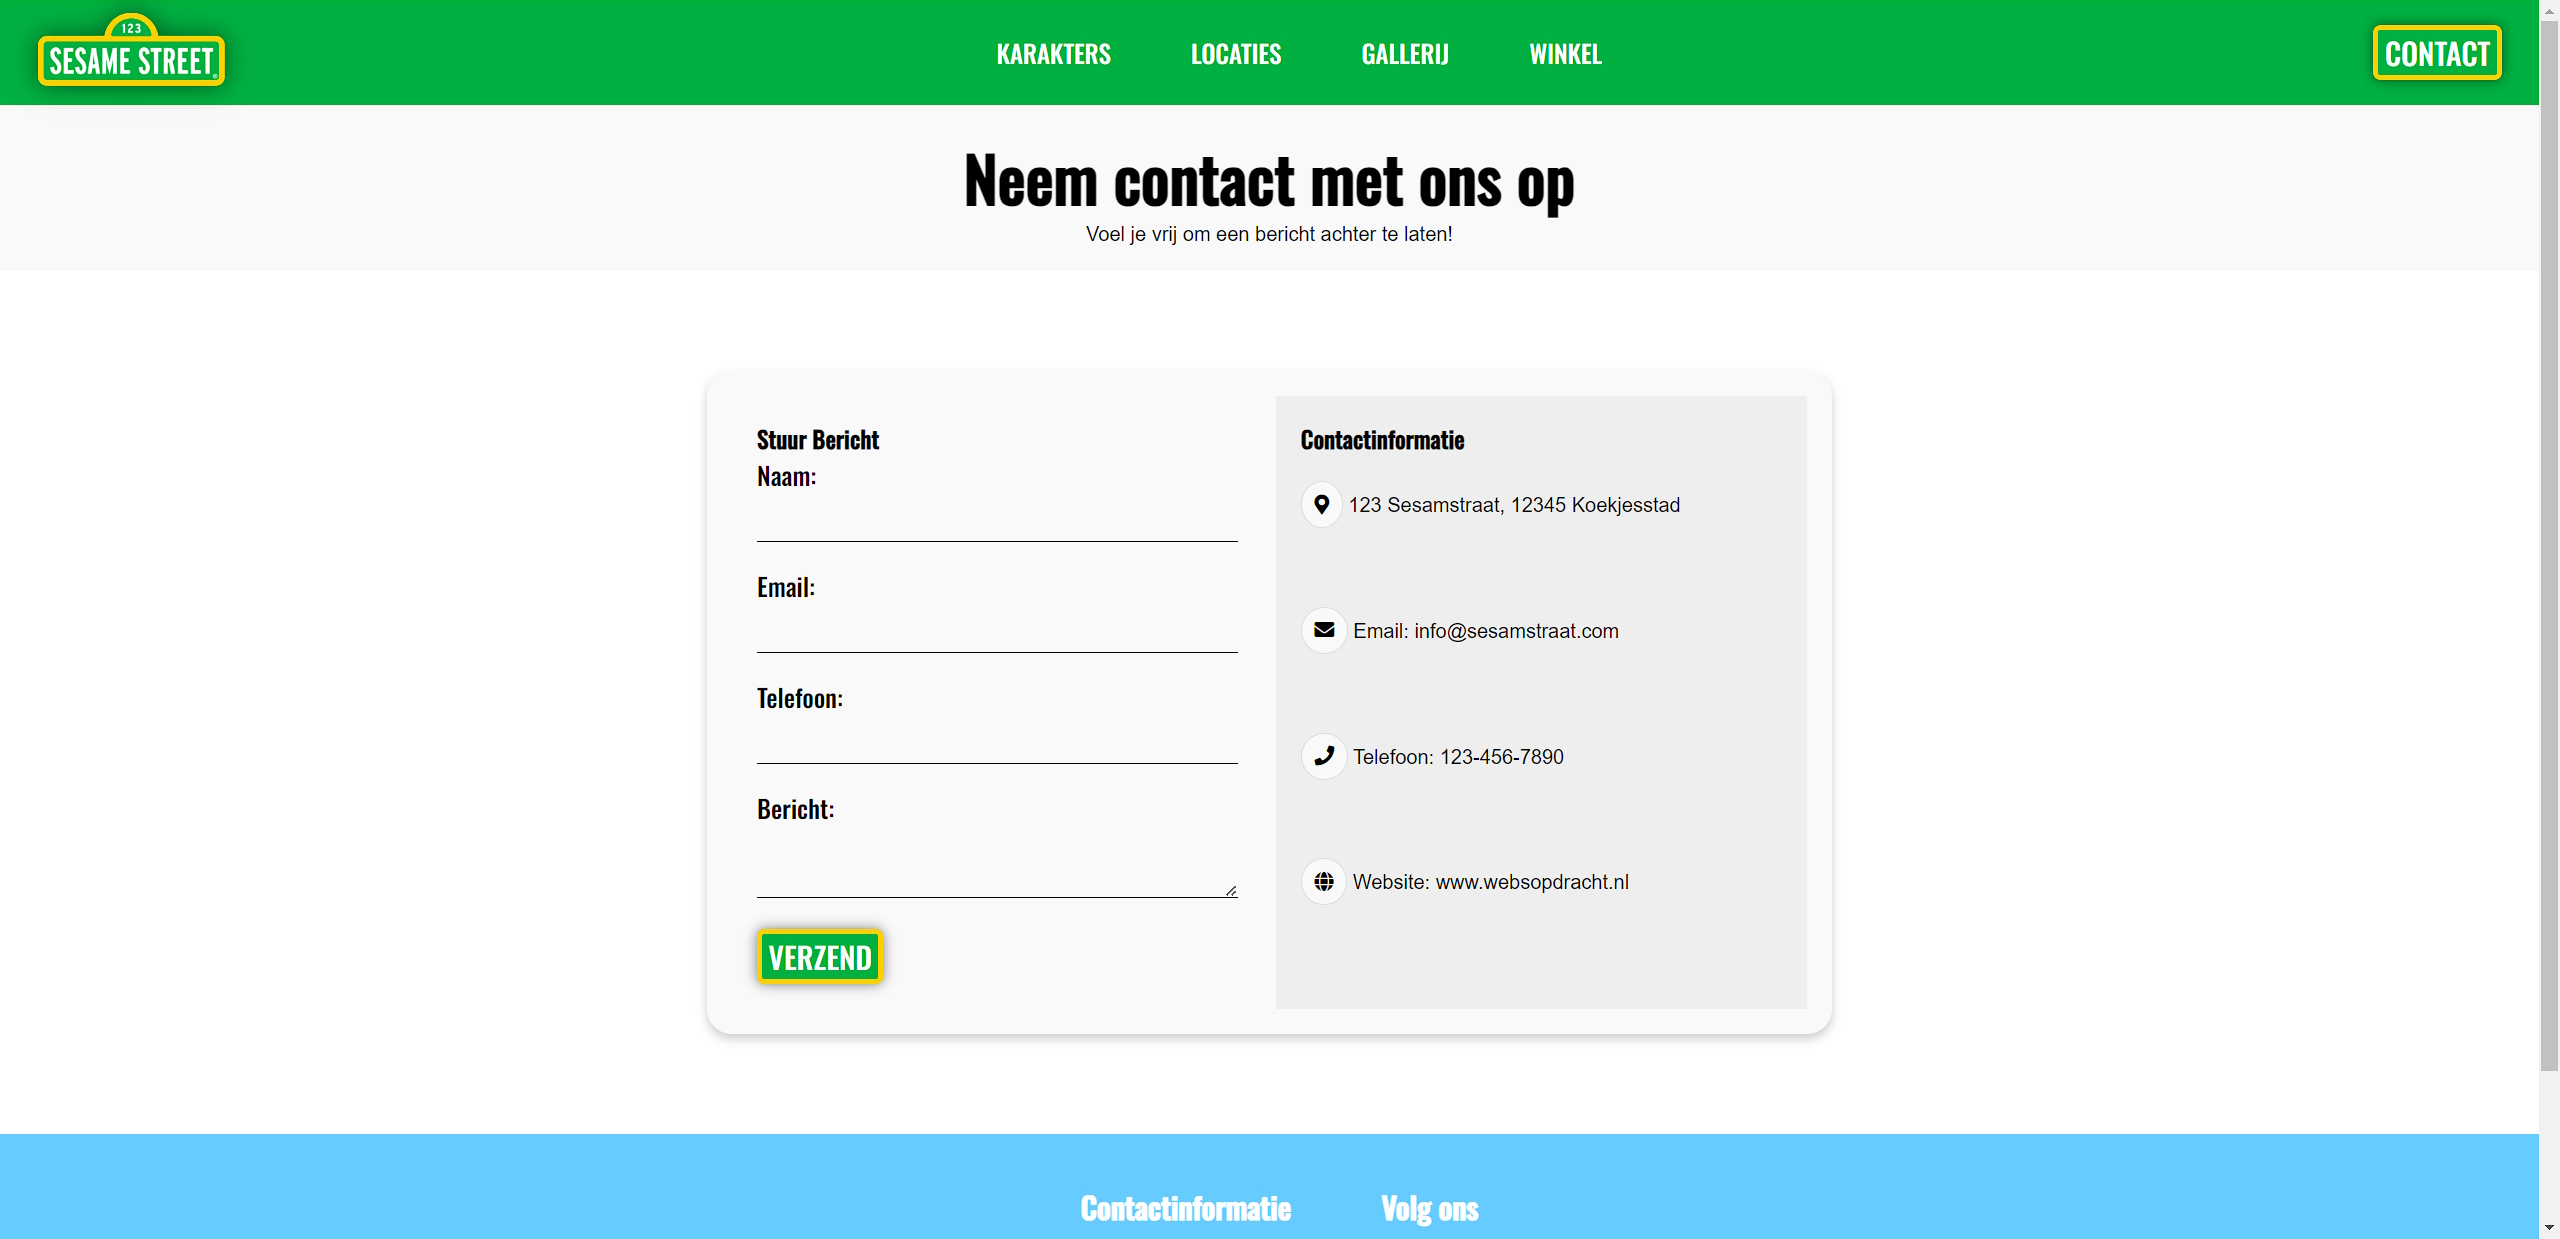 123
SESAME STREET®
KARAKTERS
LOCATIES
GALLERIJ
WINKEL
CONTACT
Neem contact met ons op
Voel je vrij om een bericht achter te laten!
Stuur Bericht
Naam:
Email:
Telefoon:
Bericht:
VERZEND
Contactinformatie
123 Sesamstraat, 12345 Koekjesstad
Email: info@sesamstraat.com
Telefoon: 123-456-7890
Website: www.websopdracht.nl
Contactinformatie
Volg ons